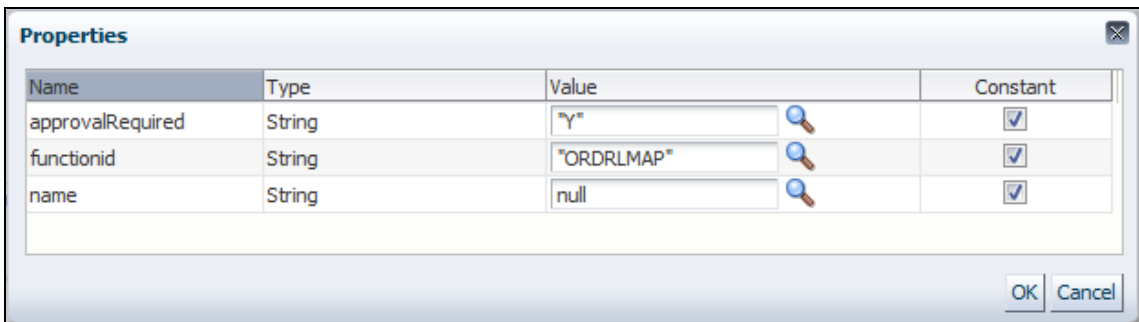 Properties
Name Type Value Constant
approvalRequired String "Y"
functionid String "ORDRLMAP"
name String null
OK Cancel